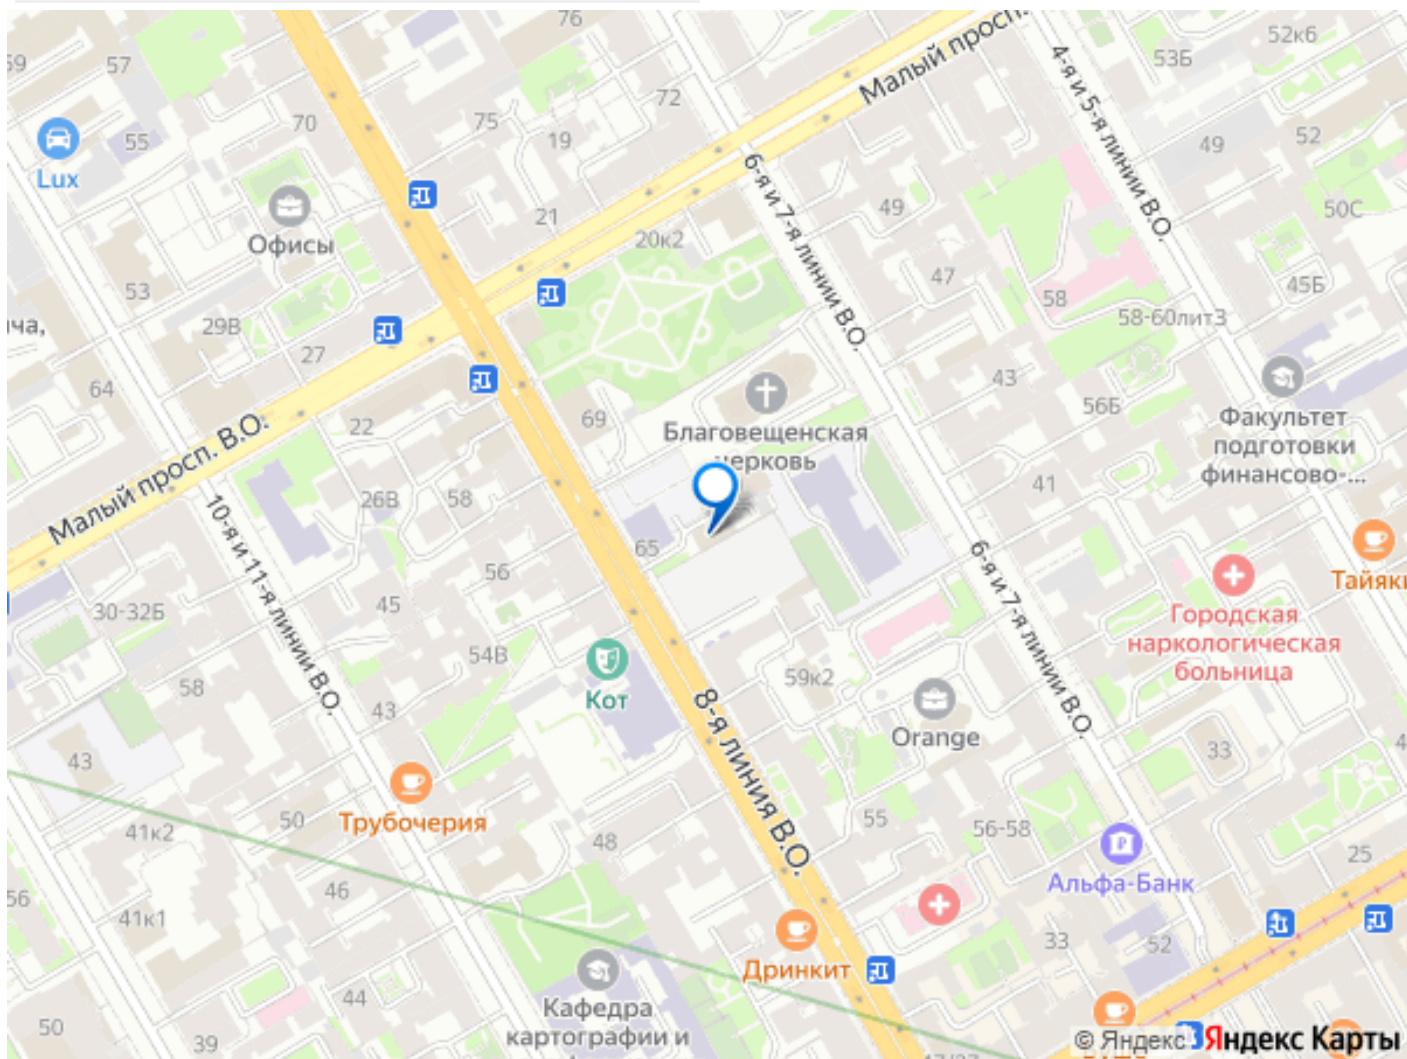 76
59
57
52к6
53Б
Малый просп.
4-я и 5-я линии В.О.
72
75
70
19
55
49
52
Lux
6-я и 7-я линии В.О.
Офисы
49
50С
21
20к2
47
45Б
53
58
58-60литЗ
29В
27
64
43
56Б
69
Благовещенская
церковь
Факультет
подготовки
финансово-...
22
Малый просп. В.О.
26В
58
41
10-я и 11-я линии В.О.
65
6-я и 7-я линии В.О.
56
Городская
наркологическая
больница
30-32Б
45
54В
59к2
58
Кот
8-я линия В.О.
43
Orange
33
43
Трубочерия
50
41к2
55
56-58
48
Альфа-Банк
25
46
41к1
33
52
Дринкит
Кафедра
картографии и
44
50
39
© Яндекс Яндекс Карты